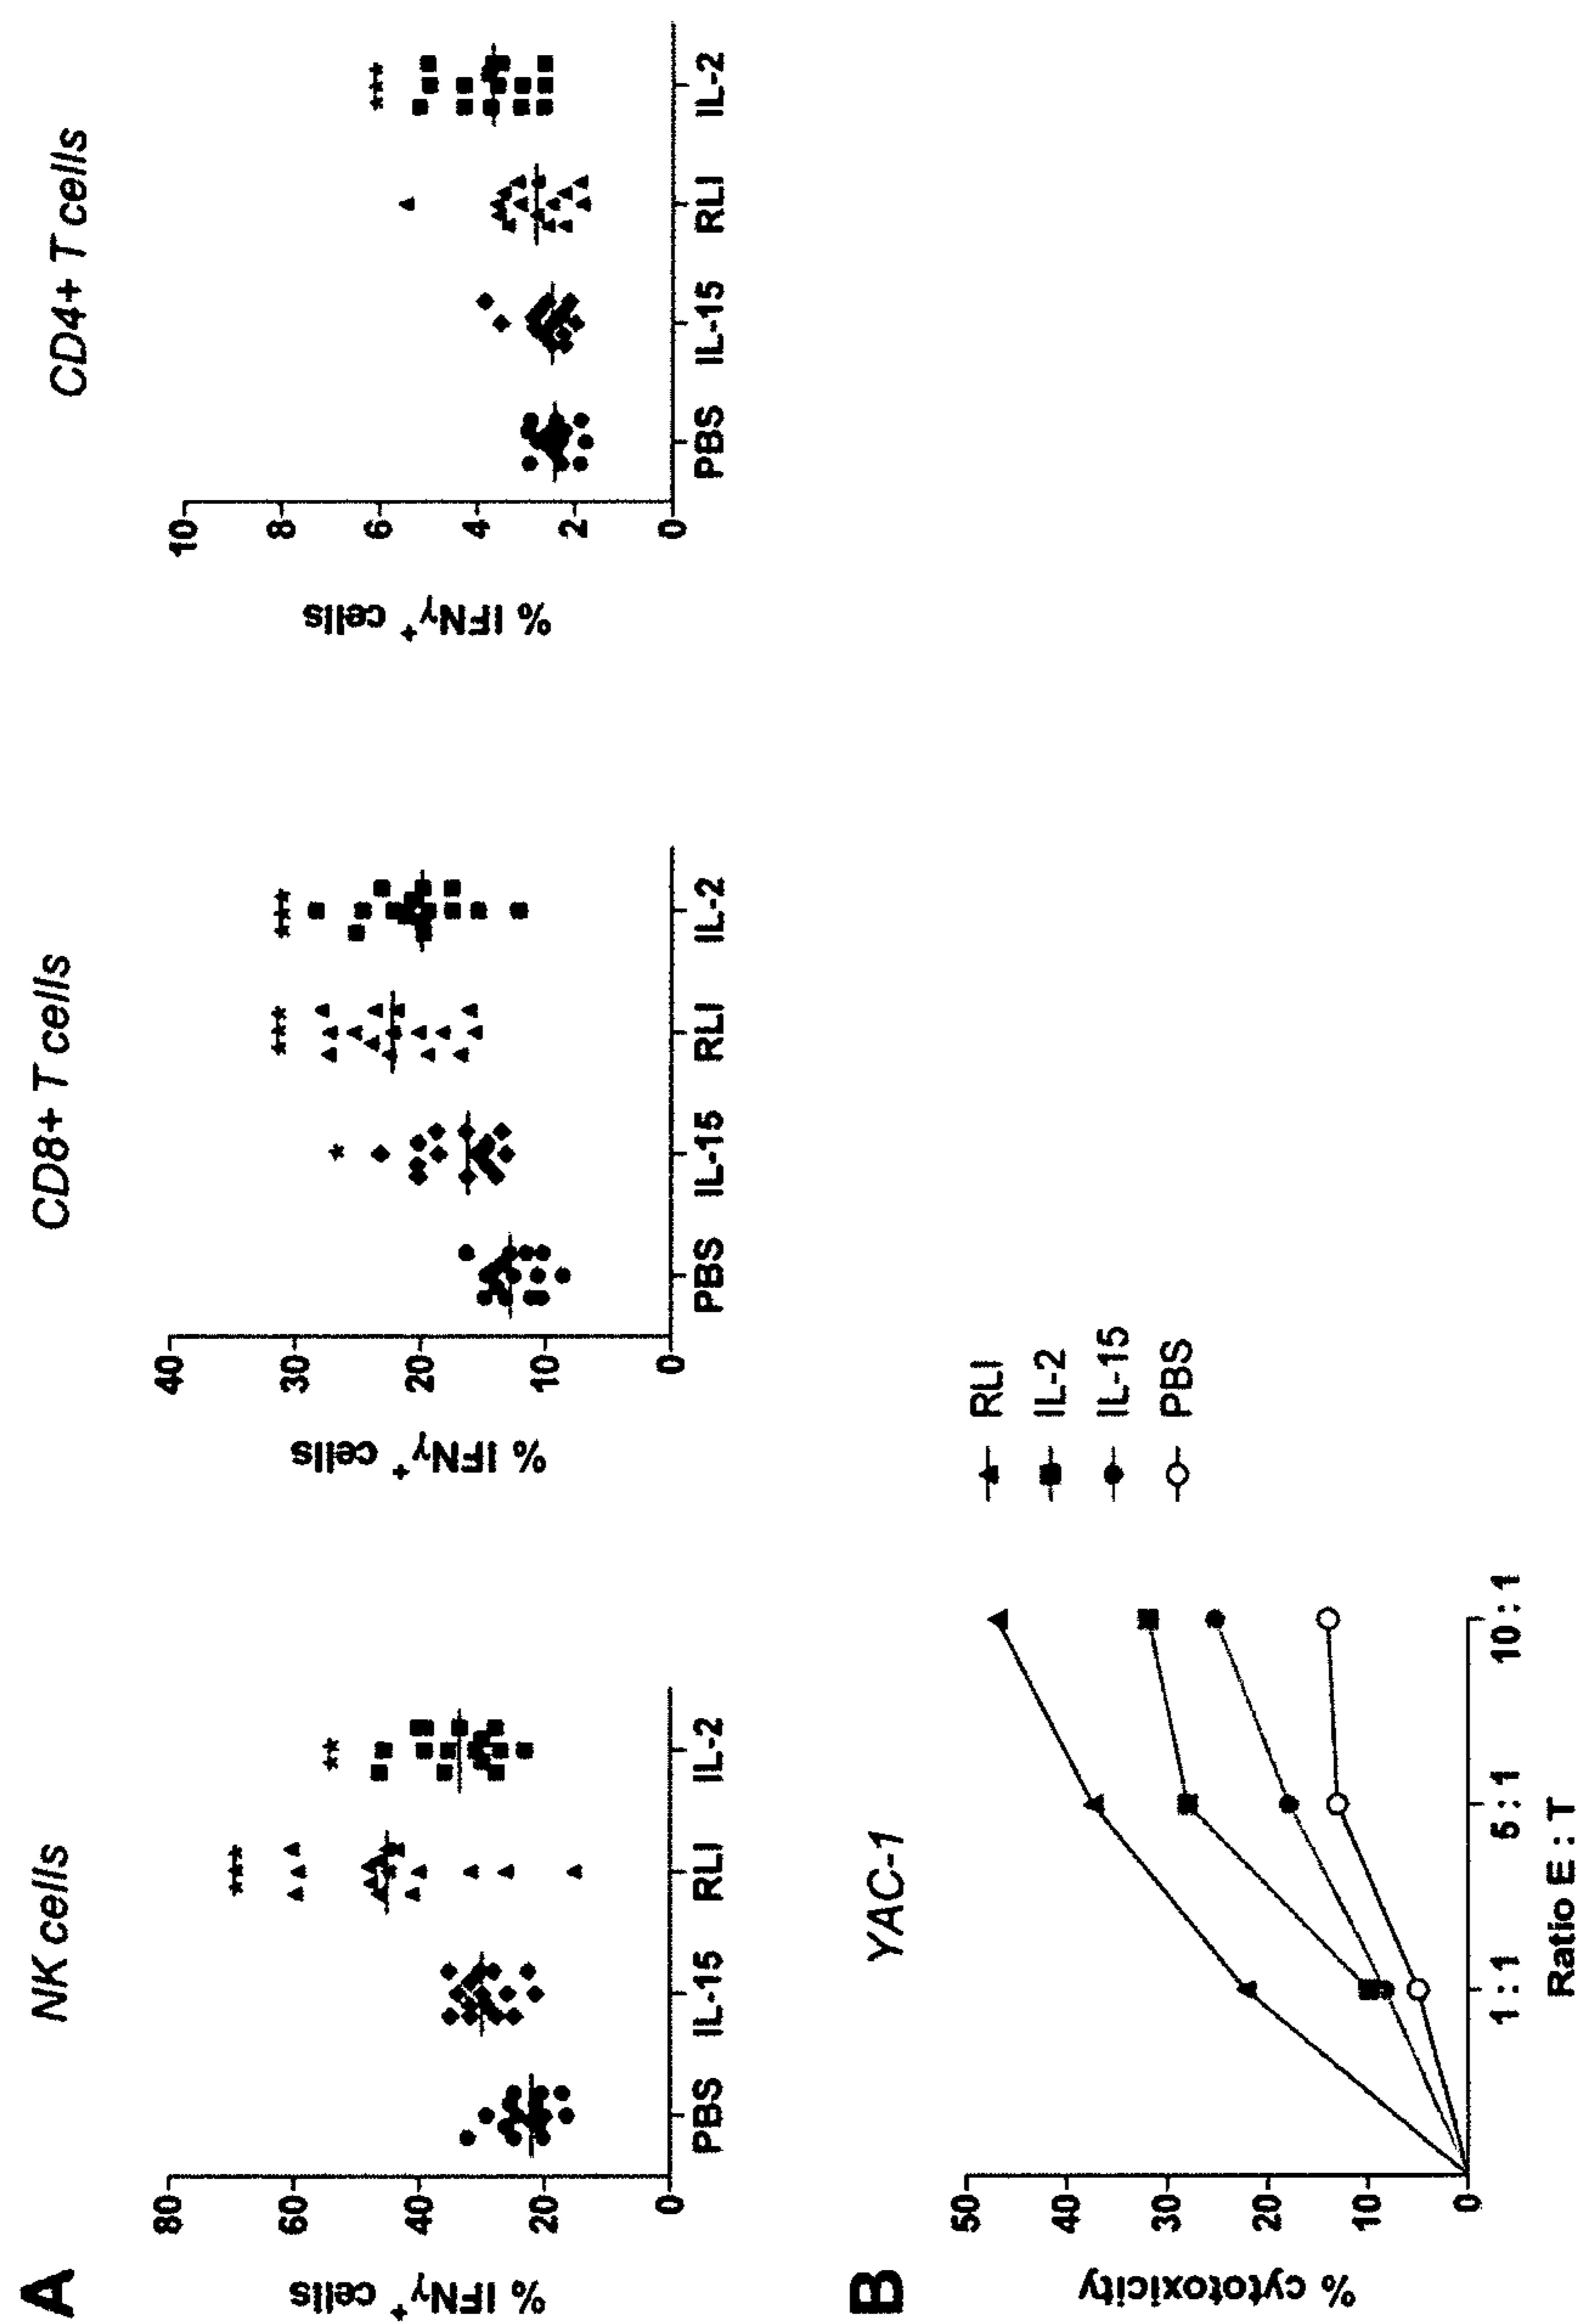 A
NK cells
CD8+ T cells
CD4+ T cells
% IFNγ+ cells
80
60
40
20
0
**
***
PBS IL-15 RLI IL-2
% IFNγ+ cells
40
30
20
10
0
*
***
***
PBS IL-15 RLI IL-2
% IFNγ+ cells
10
8
6
4
2
0
***
PBS IL-15 RLI IL-2
B
YAC-1
% cytotoxicity
50
40
30
20
10
0
1:1 5:1 10:1
Ratio E:T
RLI
IL-2
IL-15
PBS